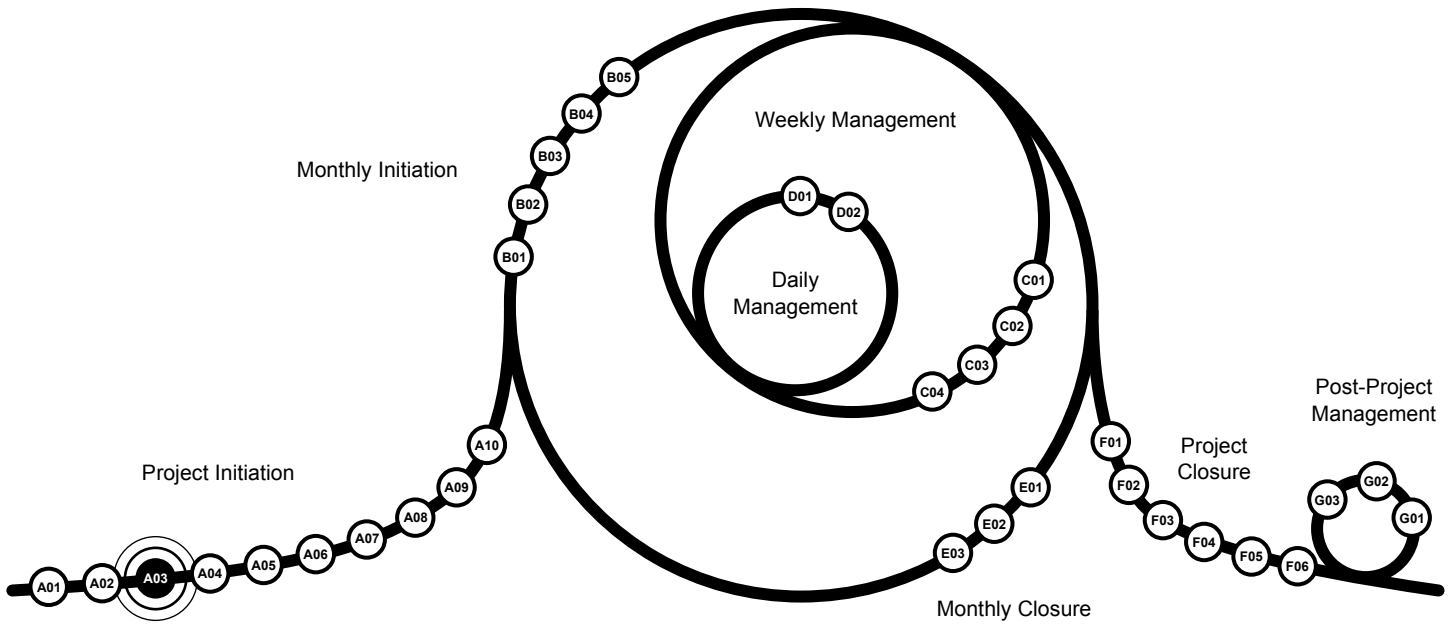 Project Initiation
A01
A02
A03
A04
A05
A06
A07
A08
A09
A10
Monthly Initiation
B01
B02
B03
B04
B05
Weekly Management
C01
C02
C03
C04
Daily
Management
D01
D02
Monthly Closure
E01
E02
E03
Project
Closure
F01
F02
F03
F04
F05
F06
Post-Project
Management
G01
G02
G03